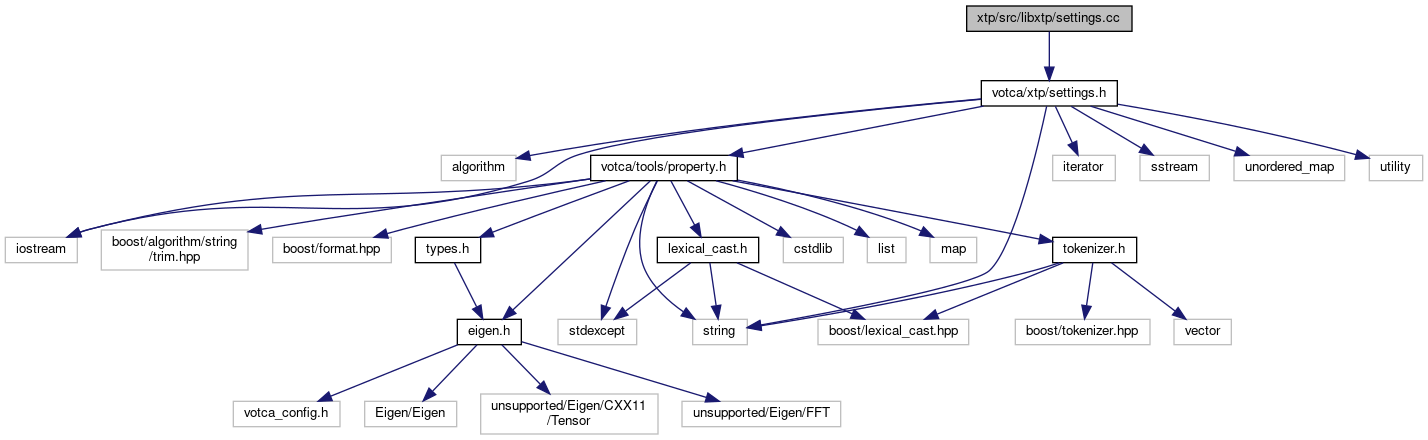 xtp/src/libxtp/settings.cc
votca/xtp/settings.h
algorithm
votca/tools/property.h
iterator
sstream
unordered_map
utility
iostream
boost/algorithm/string
/trim.hpp
boost/format.hpp
types.h
lexical_cast.h
cstdlib
list
map
tokenizer.h
eigen.h
stdexcept
string
boost/lexical_cast.hpp
boost/tokenizer.hpp
vector
votca_config.h
Eigen/Eigen
unsupported/Eigen/CXX11
/Tensor
unsupported/Eigen/FFT